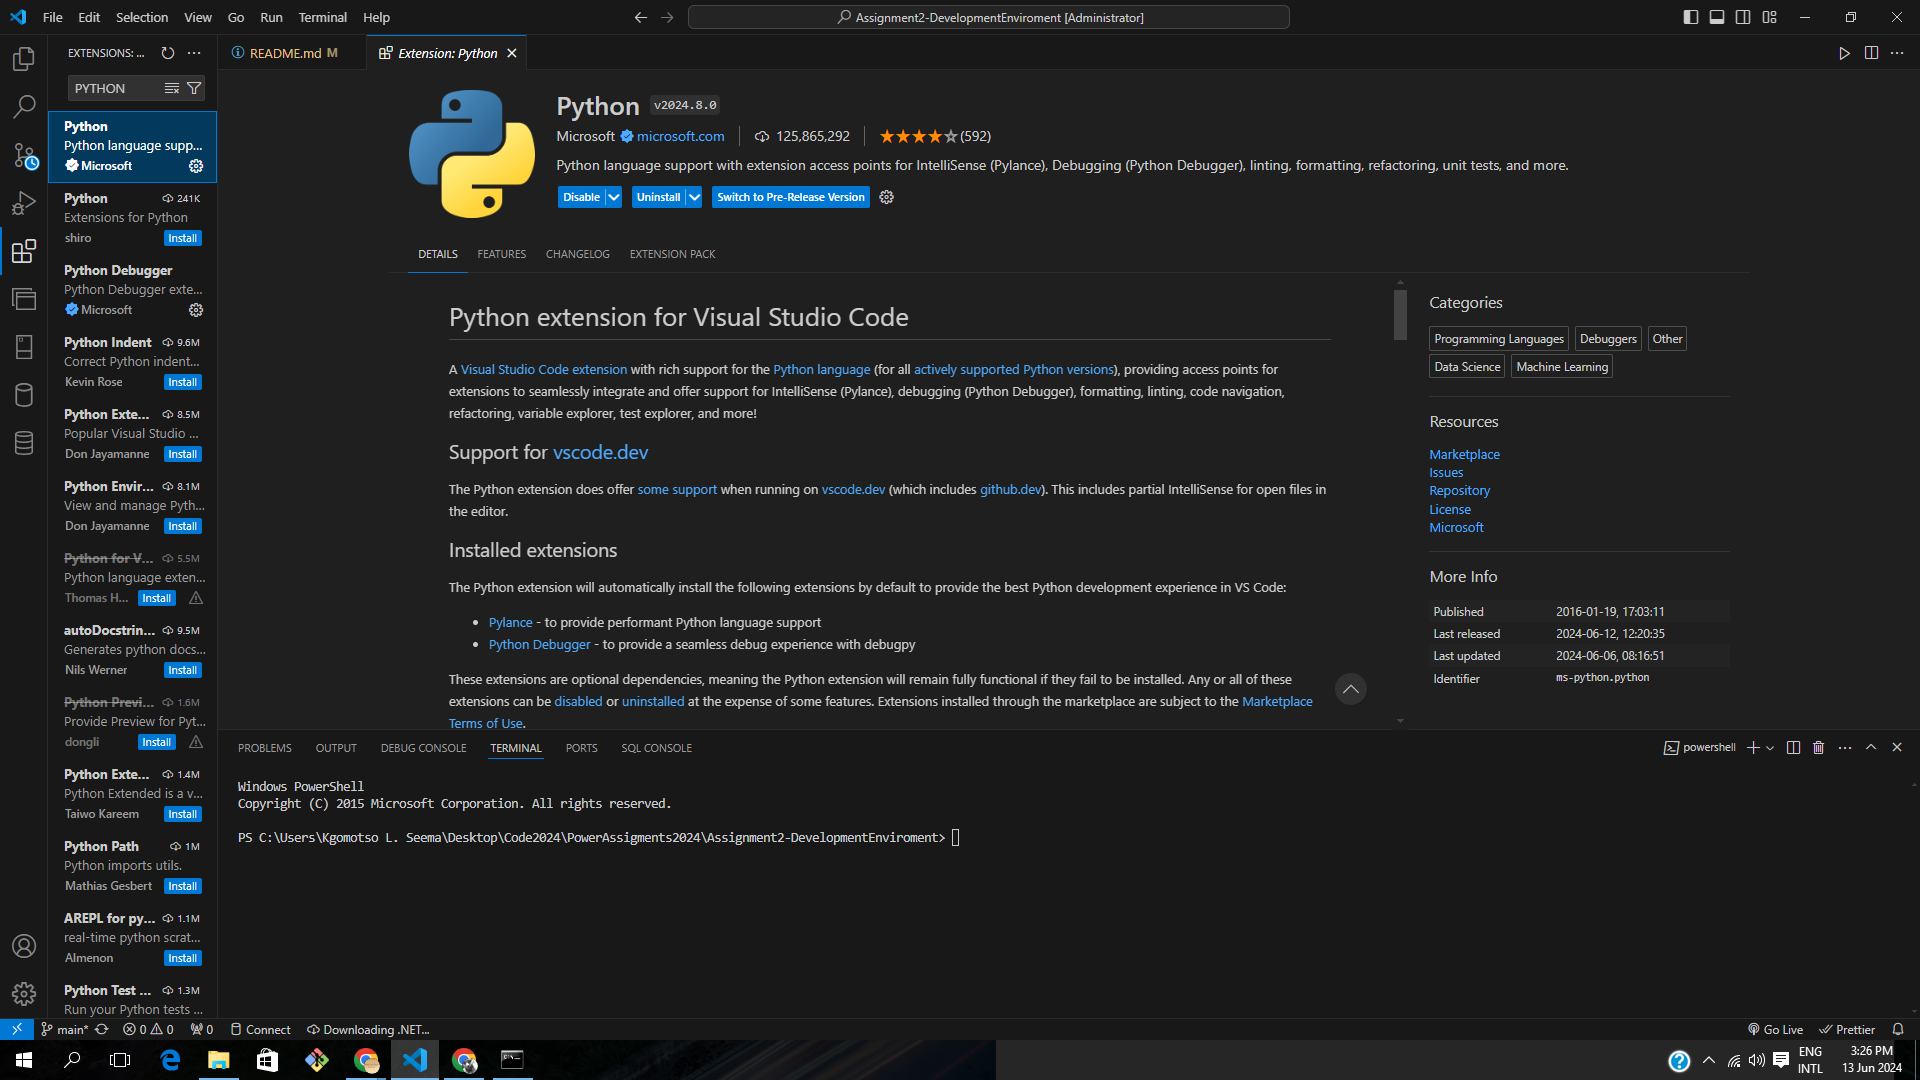 File Edit Selection View Go Run Terminal Help
Assignment2-DevelopmentEnviroment [Administrator]
EXTENSIONS: ...
PYTHON
Python
Python language supp...
Microsoft
Python 241K
Extensions for Python
shiro Install
Python Debugger
Python Debugger exte...
Microsoft
Python Indent 9.6M
Correct Python indent...
Kevin Rose Install
Python Exte... 8.5M
Popular Visual Studio ...
Don Jayamanne Install
Python Envir... 8.1M
View and manage Pyth...
Don Jayamanne Install
Python for V... 5.5M
Python language exten...
Thomas H... Install
autoDocstrin... 9.5M
Generates python docs...
Nils Werner Install
Python Previ... 1.6M
Provide Preview for Pyt...
dongli Install
Python Exte... 1.4M
Python Extended is a v...
Taiwo Kareem Install
Python Path 1M
Python imports utils.
Mathias Gesbert Install
AREPL for py... 1.1M
real-time python scrat...
Almenon Install
Python Test ... 1.3M
Run your Python tests ...
README.md M
Extension: Python
Python v2024.8.0
Microsoft microsoft.com 125,865,292 (592)
Python language support with extension access points for IntelliSense (Pylance), Debugging (Python Debugger), linting, formatting, refactoring, unit tests, and more.
Disable Uninstall Switch to Pre-Release Version
DETAILS FEATURES CHANGELOG EXTENSION PACK
Python extension for Visual Studio Code
A Visual Studio Code extension with rich support for the Python language (for all actively supported Python versions), providing access points for
extensions to seamlessly integrate and offer support for IntelliSense (Pylance), debugging (Python Debugger), formatting, linting, code navigation,
refactoring, variable explorer, test explorer, and more!
Support for vscode.dev
The Python extension does offer some support when running on vscode.dev (which includes github.dev). This includes partial IntelliSense for open files in
the editor.
Installed extensions
The Python extension will automatically install the following extensions by default to provide the best Python development experience in VS Code:
• Pylance - to provide performant Python language support
• Python Debugger - to provide a seamless debug experience with debugpy
These extensions are optional dependencies, meaning the Python extension will remain fully functional if they fail to be installed. Any or all of these
extensions can be disabled or uninstalled at the expense of some features. Extensions installed through the marketplace are subject to the Marketplace
Terms of Use.
Categories
Programming Languages Debuggers Other
Data Science Machine Learning
Resources
Marketplace
Issues
Repository
License
Microsoft
More Info
Published 2016-01-19, 17:03:11
Last released 2024-06-12, 12:20:35
Last updated 2024-06-06, 08:16:51
Identifier ms-python.python
PROBLEMS OUTPUT DEBUG CONSOLE TERMINAL PORTS SQL CONSOLE
powershell
Windows PowerShell
Copyright (C) 2015 Microsoft Corporation. All rights reserved.
PS C:\Users\Kgomotso L. Seema\Desktop\Code2024\PowerAssigments2024\Assignment2-DevelopmentEnviroment>
main* 0 0 0 Connect Downloading .NET... Go Live Prettier
ENG 3:26 PM
INTL 13 Jun 2024